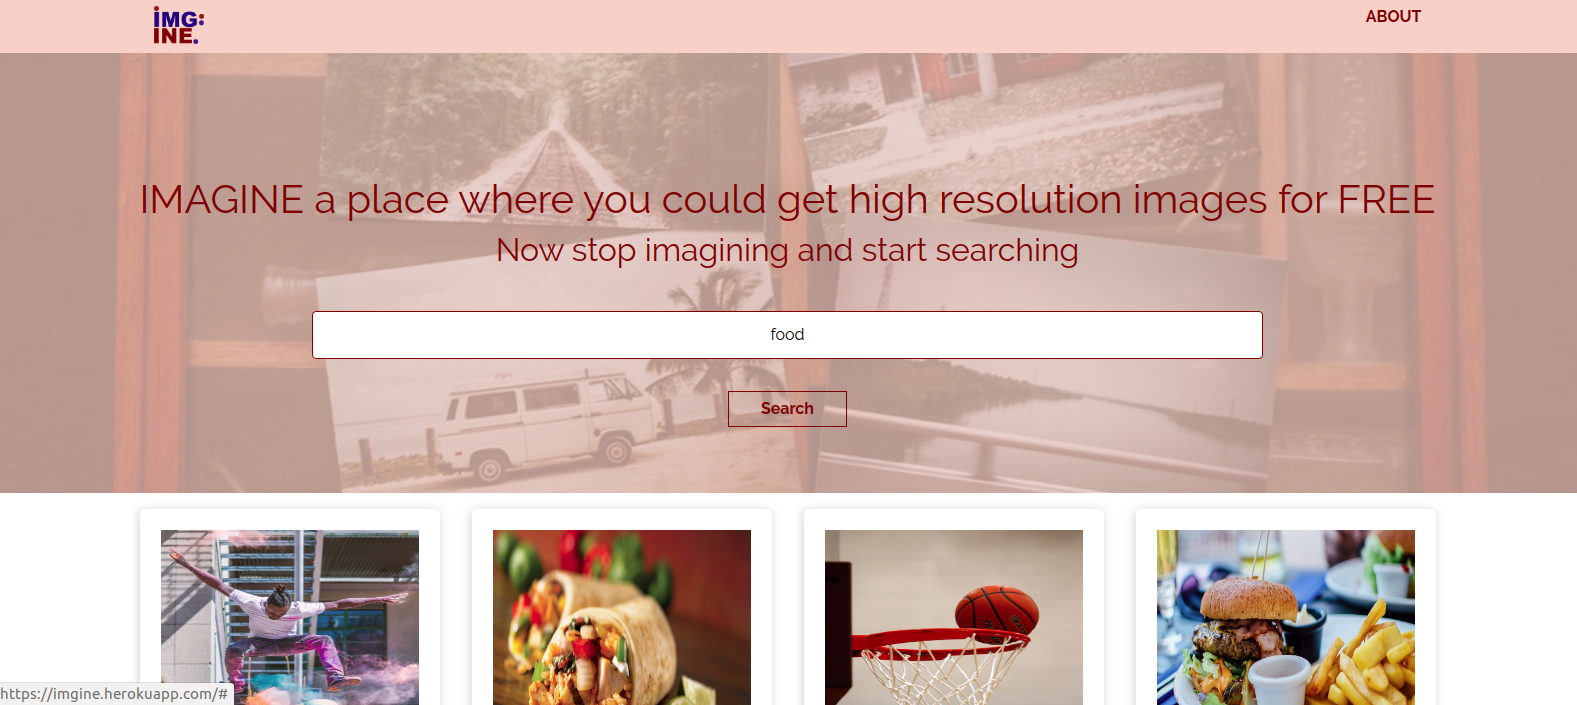 IMG:
INE.
ABOUT
IMAGINE a place where you could get high resolution images for FREE
Now stop imagining and start searching
food
Search
https://imgine.herokuapp.com/#